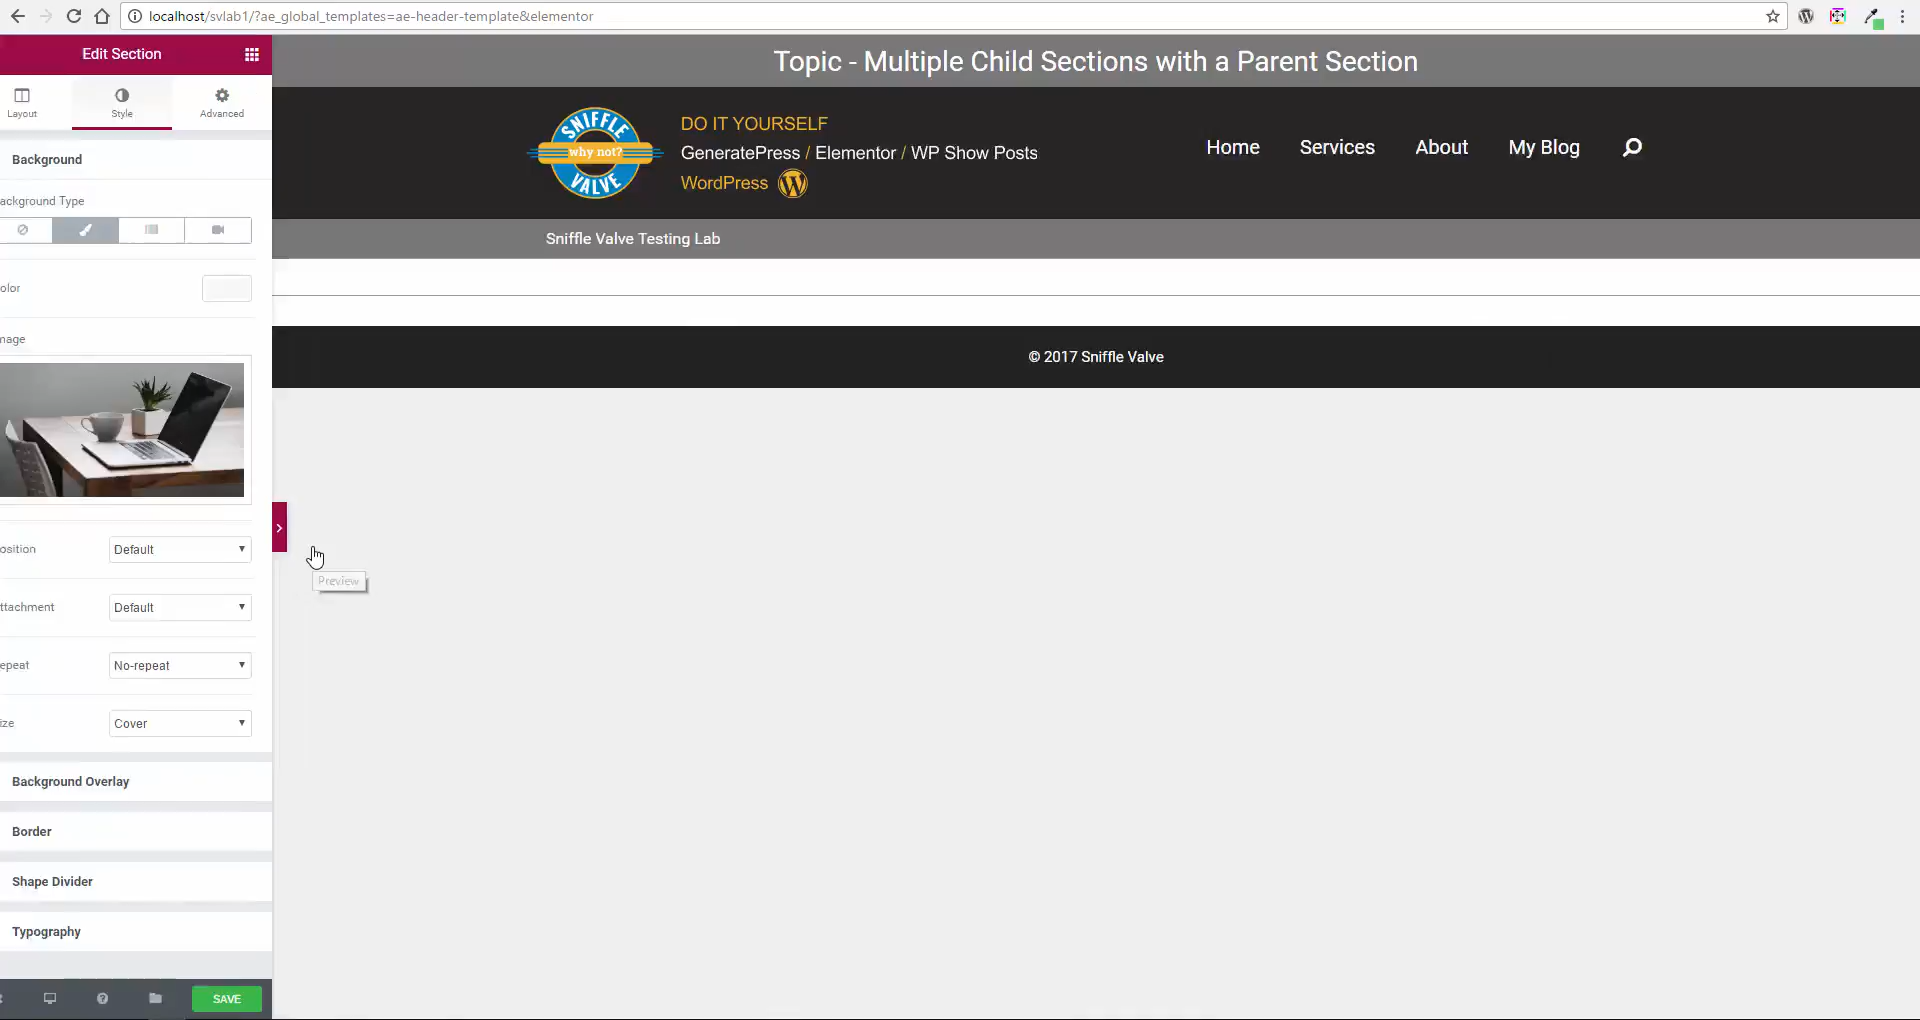 localhost/svlab1/?ae_global_templates=ae-header-template&elementor
Edit Section
Layout
Style
Advanced
Background
ackground Type
olor
mage
osition
Default
ttachment
Default
epeat
No-repeat
ize
Cover
Background Overlay
Border
Shape Divider
Typography
SAVE
Topic - Multiple Child Sections with a Parent Section
SNIFFLE
why not?
VALVE
DO IT YOURSELF
GeneratePress / Elementor / WP Show Posts
WordPress
Home
Services
About
My Blog
Sniffle Valve Testing Lab
© 2017 Sniffle Valve
Preview